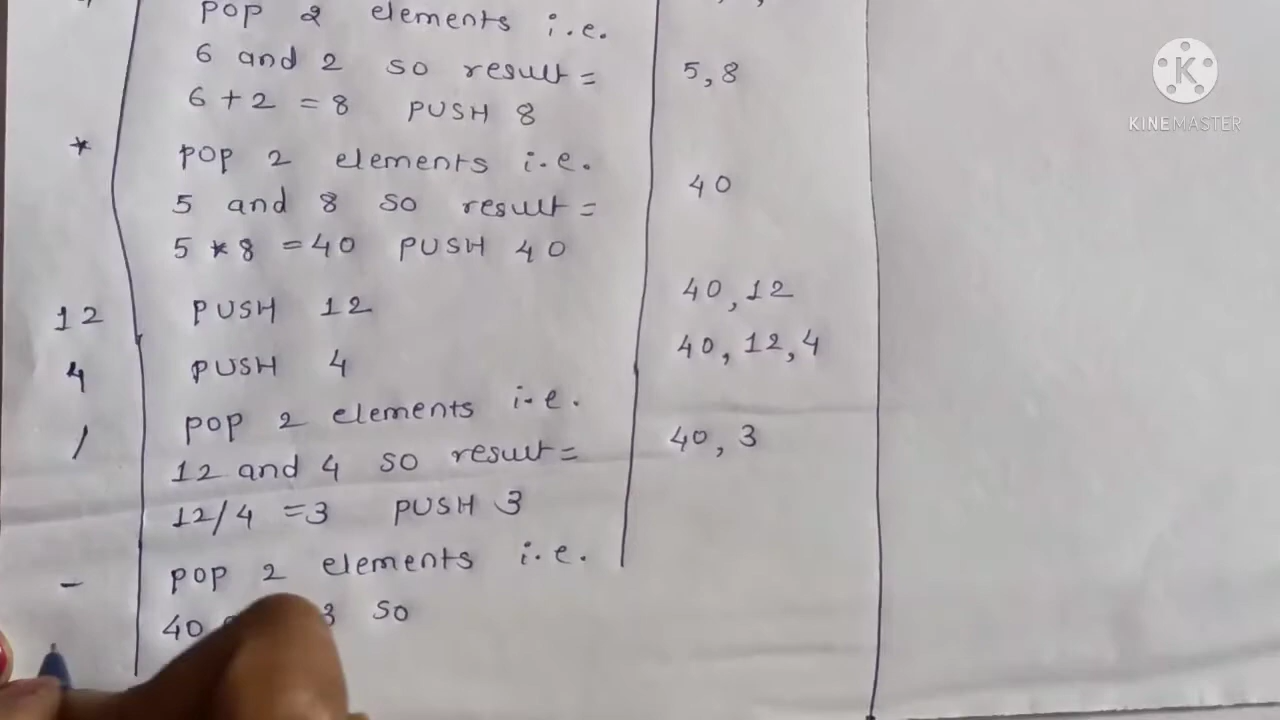 POP 2 elements i.e.
6 and 2 so result =
5, 8
6 + 2 = 8 PUSH 8
* POP 2 elements i.e.
40
5 and 8 so result =
5 * 8 = 40 PUSH 40
12 PUSH 12 40, 12
4 PUSH 4 40, 12, 4
/ POP 2 elements i.e.
40, 3
12 and 4 so result =
12/4 = 3 PUSH 3
- POP 2 elements i.e.
40 3 so
K
KINEMASTER